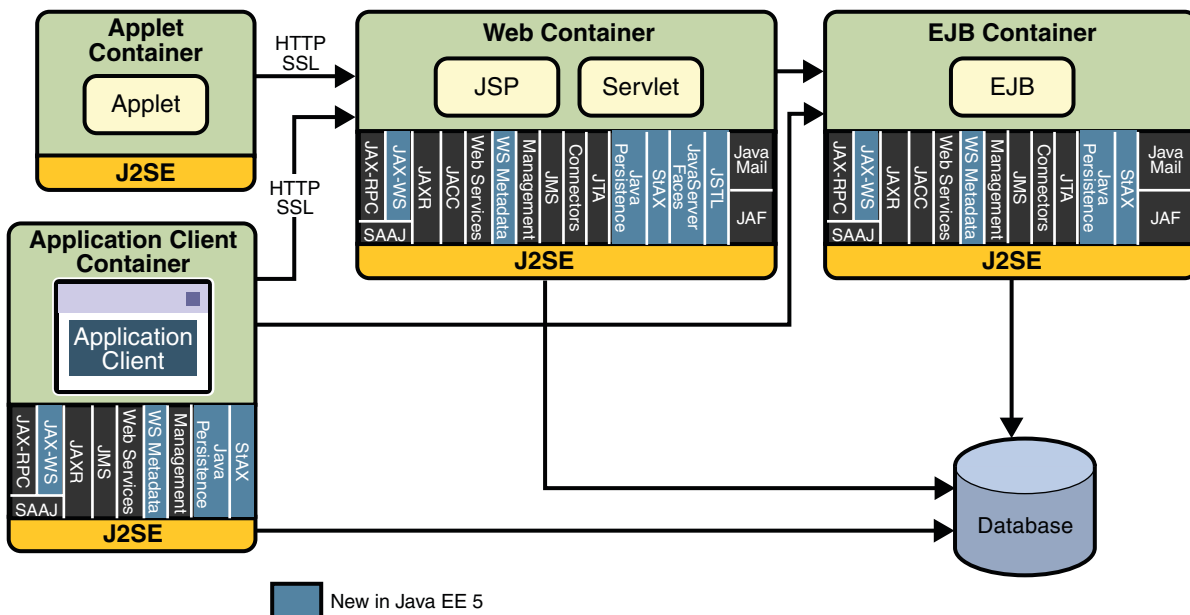 Applet
Container
Applet
J2SE
HTTP
SSL
HTTP
SSL
Web Container
JSP
Servlet
JAX-RPC
JAX-WS
SAAJ
JAXR
JACC
Web Services
WS Metadata
Management
JMS
Connectors
JTA
Java
Persistence
StAX
JavaServer
Faces
JSTL
Java
Mail
JAF
J2SE
EJB Container
EJB
JAX-RPC
JAX-WS
SAAJ
JAXR
JACC
Web Services
WS Metadata
Management
JMS
Connectors
JTA
Java
Persistence
StAX
Java
Mail
JAF
J2SE
Application Client
Container
Application
Client
JAX-RPC
JAX-WS
SAAJ
JAXR
JMS
Web Services
WS Metadata
Management
Java
Persistence
StAX
J2SE
Database
New in Java EE 5